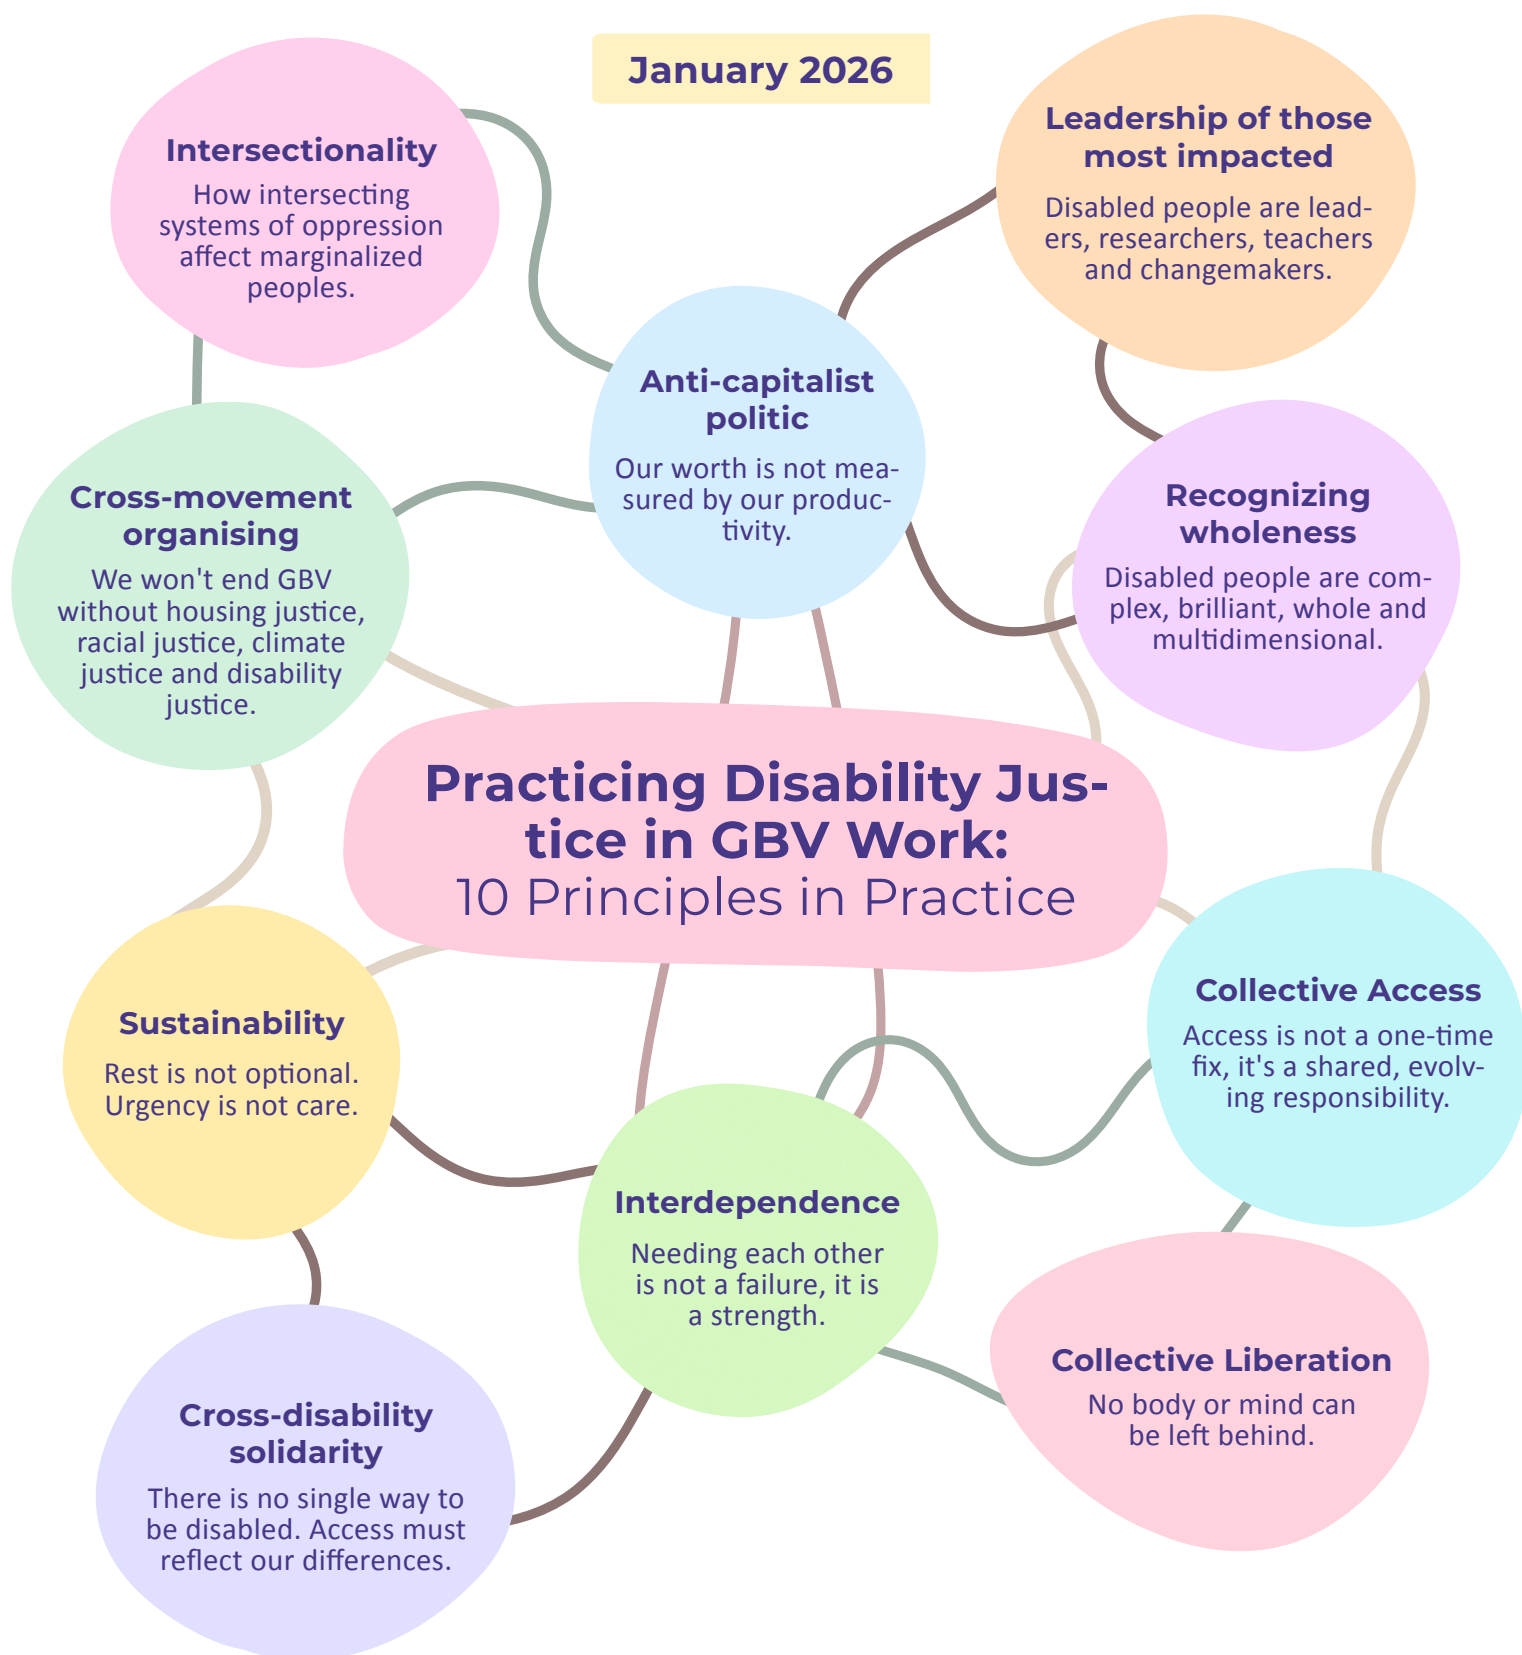 January 2026
Intersectionality
How intersecting
systems of oppression
affect marginalized
peoples.
Leadership of those
most impacted
Disabled people are lead-
ers, researchers, teachers
and changemakers.
Anti-capitalist
politic
Our worth is not mea-
sured by our produc-
tivity.
Cross-movement
organising
We won't end GBV
without housing justice,
racial justice, climate
justice and disability
justice.
Recognizing
wholeness
Disabled people are com-
plex, brilliant, whole and
multidimensional.
Practicing Disability Jus-
tice in GBV Work:
10 Principles in Practice
Sustainability
Rest is not optional.
Urgency is not care.
Collective Access
Access is not a one-time
fix, it's a shared, evolv-
ing responsibility.
Interdependence
Needing each other
is not a failure, it is
a strength.
Collective Liberation
No body or mind can
be left behind.
Cross-disability
solidarity
There is no single way to
be disabled. Access must
reflect our differences.